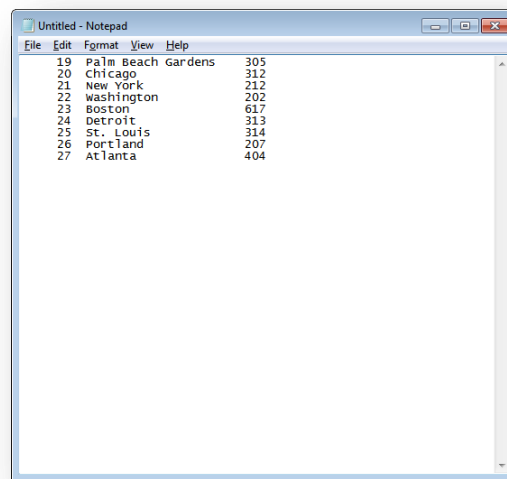 Untitled - Notepad
File Edit Format View Help
19 Palm Beach Gardens 305
20 Chicago 312
21 New York 212
22 Washington 202
23 Boston 617
24 Detroit 313
25 St. Louis 314
26 Portland 207
27 Atlanta 404